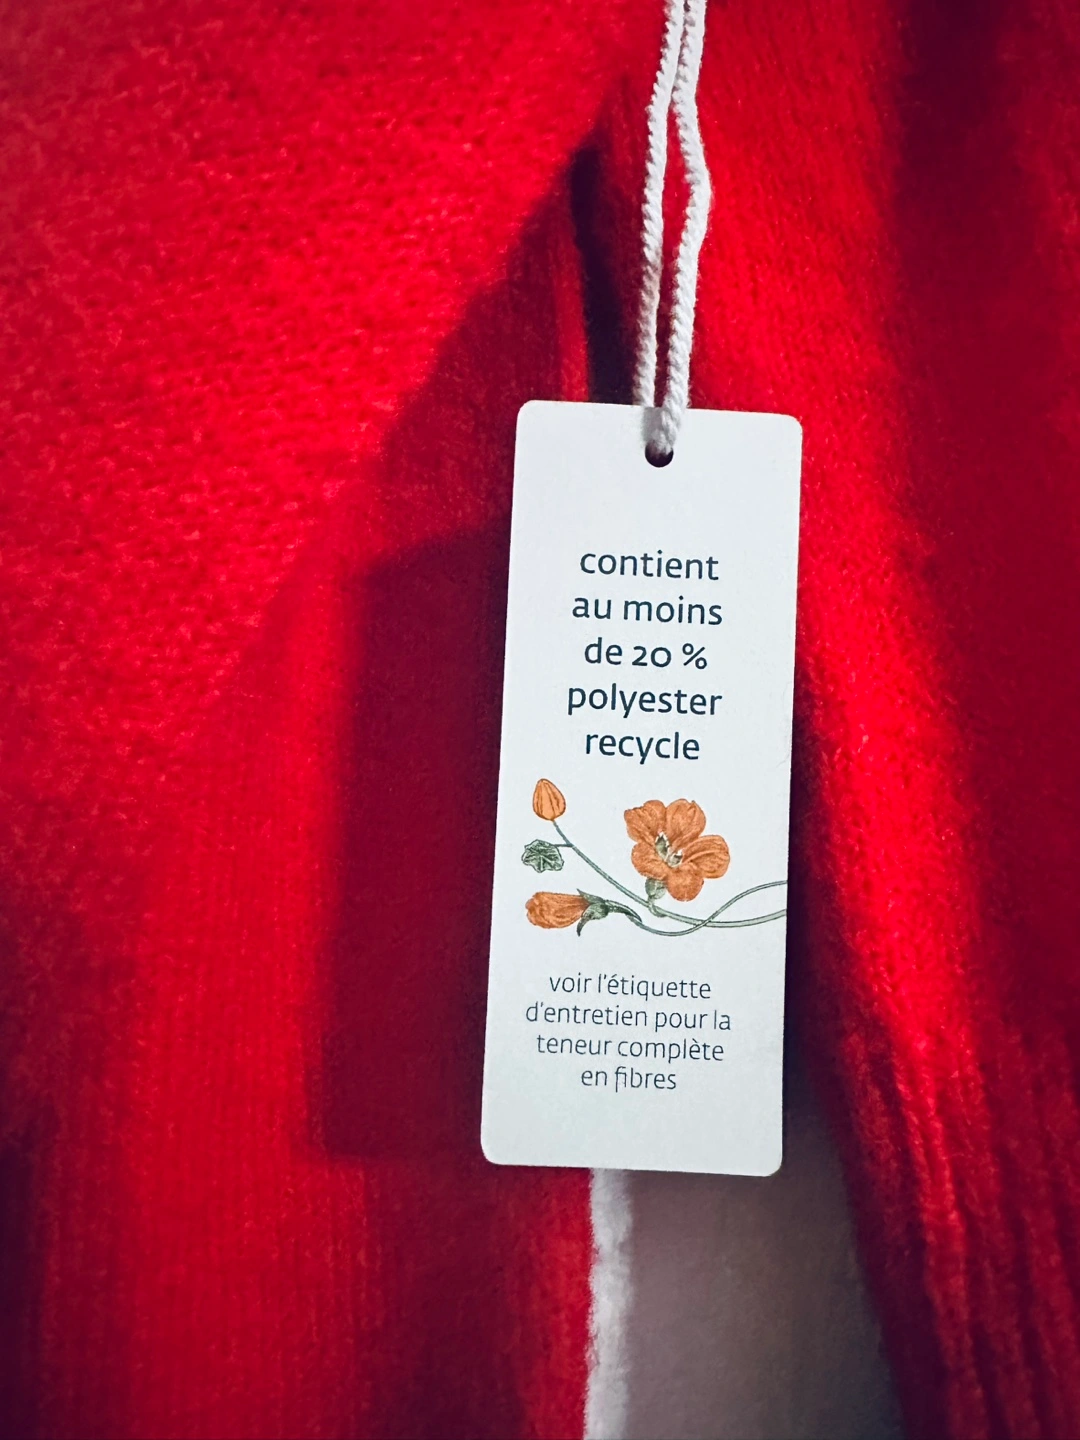 contient
au moins
de 20 %
polyester
recycle
voir l'étiquette
d'entretien pour la
teneur complète
en fibres